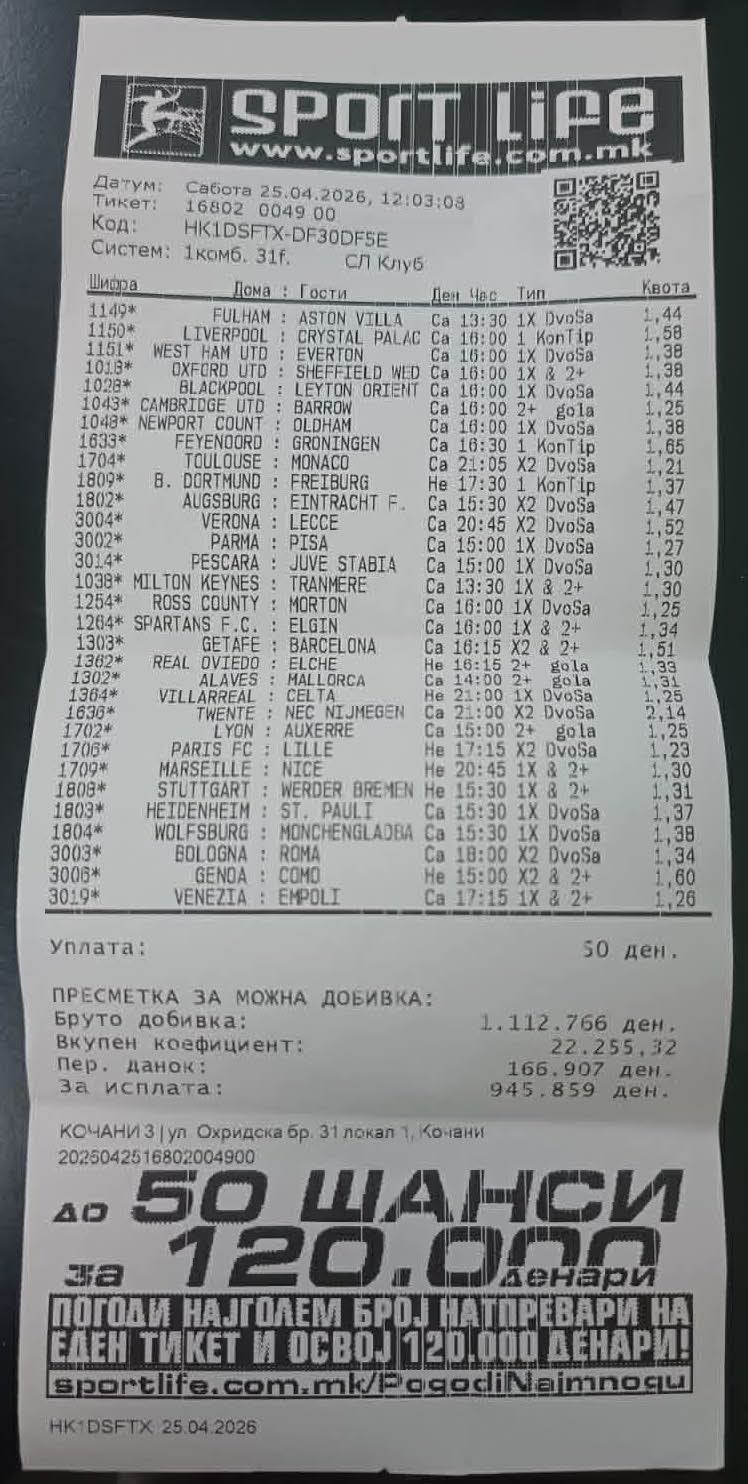 SPORT LIFE
www.sportlife.com.mk
Датум: Сабота 25.04.2026, 12:03:08
Тикет: 16802 0049 00
Код: HK1DSFTX-DF30DF5E
Систем: 1комб. 31f. СЛ Клуб
Шифра Дома : Гости Ден Час Тип Квота
1149* FULHAM : ASTON VILLA Са 13:30 1X DvoSa 1,44
1150* LIVERPOOL : CRYSTAL PALAC Са 16:00 1 KonTip 1,58
1151* WEST HAM UTD : EVERTON Са 16:00 1X DvoSa 1,38
1018* OXFORD UTD : SHEFFIELD WED Са 16:00 1X & 2+ 1,38
1028* BLACKPOOL : LEYTON ORIENT Са 16:00 1X DvoSa 1,44
1043* CAMBRIDGE UTD : BARROW Са 16:00 2+ gola 1,25
1048* NEWPORT COUNT : OLDHAM Са 16:00 1X DvoSa 1,38
1633* FEYENOORD : GRONINGEN Са 16:30 1 KonTip 1,65
1704* TOULOUSE : MONACO Са 21:05 X2 DvoSa 1,21
1809* B. DORTMUND : FREIBURG Не 17:30 1 KonTip 1,37
1802* AUGSBURG : EINTRACHT F. Са 15:30 X2 DvoSa 1,47
3004* VERONA : LECCE Са 20:45 X2 DvoSa 1,52
3002* PARMA : PISA Са 15:00 1X DvoSa 1,27
3014* PESCARA : JUVE STABIA Са 15:00 1X DvoSa 1,30
1038* MILTON KEYNES : TRANMERE Са 13:30 1X & 2+ 1,30
1254* ROSS COUNTY : MORTON Са 16:00 1X DvoSa 1,25
1264* SPARTANS F.C. : ELGIN Са 16:00 1X & 2+ 1,34
1303* GETAFE : BARCELONA Са 16:15 X2 & 2+ 1,51
1362* REAL OVIEDO : ELCHE Не 16:15 2+ gola 1,33
1302* ALAVES : MALLORCA Са 14:00 2+ gola 1,31
1364* VILLARREAL : CELTA Не 21:00 1X DvoSa 1,25
1636* TWENTE : NEC NIJMEGEN Са 21:00 X2 DvoSa 2,14
1702* LYON : AUXERRE Са 15:00 2+ gola 1,25
1706* PARIS FC : LILLE Не 17:15 X2 DvoSa 1,23
1709* MARSEILLE : NICE Не 20:45 1X & 2+ 1,30
1808* STUTTGART : WERDER BREMEN Не 15:30 1X & 2+ 1,31
1803* HEIDENHEIM : ST. PAULI Са 15:30 1X DvoSa 1,37
1804* WOLFSBURG : MONCHENGLADBA Са 15:30 1X DvoSa 1,38
3003* BOLOGNA : ROMA Са 18:00 X2 DvoSa 1,34
3006* GENOA : COMO Не 15:00 X2 & 2+ 1,60
3019* VENEZIA : EMPOLI Са 17:15 1X & 2+ 1,26
Уплата: 50 ден.
ПРЕСМЕТКА ЗА МОЖНА ДОБИВКА:
Бруто добивка: 1.112.766 ден.
Вкупен коефициент: 22.255,32
Пер. данок: 166.907 ден.
За исплата: 945.859 ден.
КОЧАНИ 3 | ул. Охридска бр. 31 локал 1, Кочани
2026042516802004900
до 50 ШАНСИ
за 120.000 денари
ПОГОДИ НАЈГОЛЕМ БРОЈ НАТПРЕВАРИ НА
ЕДЕН ТИКЕТ И ОСВОЈ 120.000 ДЕНАРИ!
sportlife.com.mk/PogodiNajmnogu
HK1DSFTX 25.04.2026